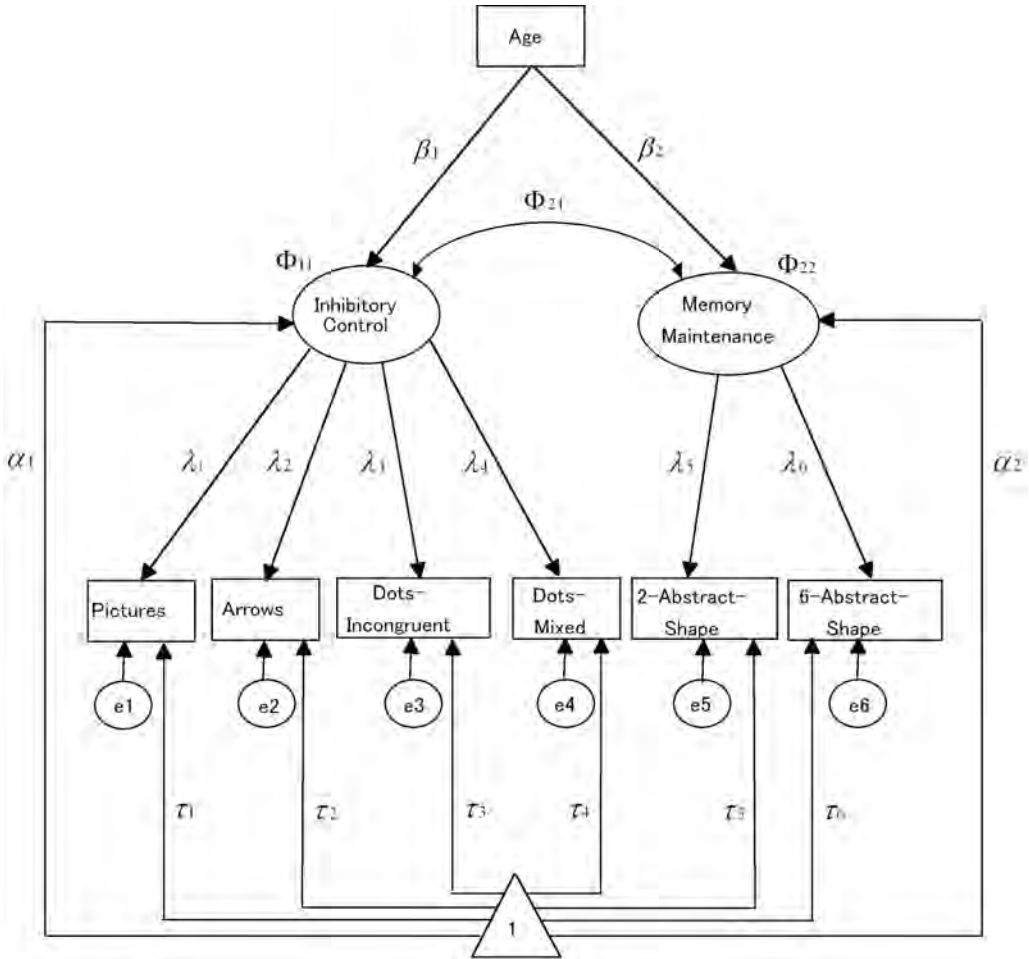 Age
β1
β2
Φ21
Φ11
Φ22
Inhibitory
Control
Memory
Maintenance
α1
λ1
λ2
λ3
λ4
λ5
λ6
α2
Pictures
Arrows
Dots-
Incongruent
Dots-
Mixed
2-Abstract-
Shape
6-Abstract-
Shape
e1
e2
e3
e4
e5
e6
τ1
τ2
τ3
τ4
τ5
τ6
1